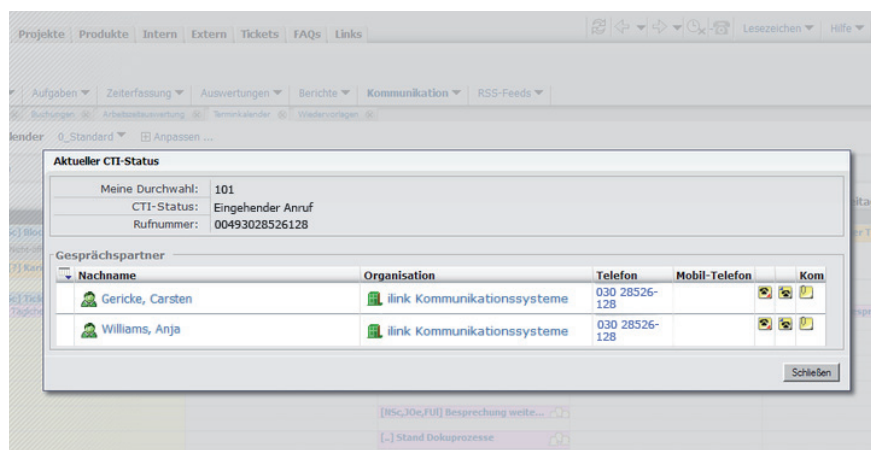 Projekte Produkte Intern Extern Tickets FAQs Links Lesezeichen Hilfe
Aufgaben Zeiterfassung Auswertungen Berichte Kommunikation RSS-Feeds
Buchungen Arbeitszeitauswertung Terminkalender Wiedervorlagen
lender 0_Standard Anpassen ...
Aktueller CTI-Status
Meine Durchwahl: 101
CTI-Status: Eingehender Anruf
Rufnummer: 00493028526128
Gesprächspartner
Nachname Organisation Telefon Mobil-Telefon Kom
Gericke, Carsten ilink Kommunikationssysteme 030 28526-
128
Williams, Anja ilink Kommunikationssysteme 030 28526-
128
Schließen
[NSc,JOe,FUl] Besprechung weite...
[..] Stand Dokuprozesse